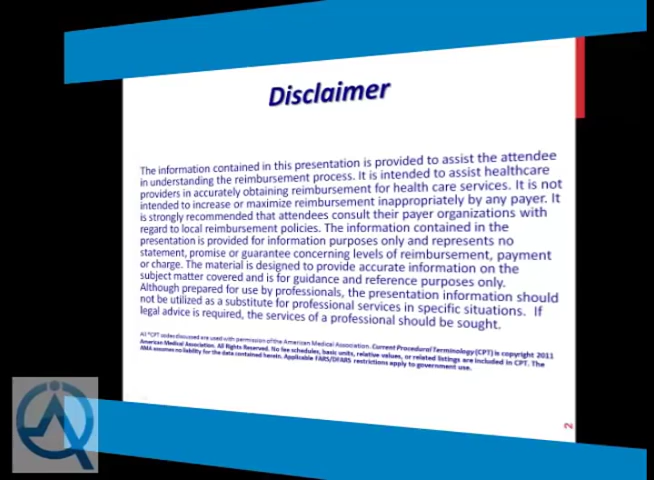 Disclaimer
The information contained in this presentation is provided to assist the attendee
in understanding the reimbursement process. It is intended to assist healthcare
providers in accurately obtaining reimbursement for health care services. It is not
intended to increase or maximize reimbursement inappropriately by any payer. It
is strongly recommended that attendees consult their payer organizations with
regard to local reimbursement policies. The information contained in the
presentation is provided for information purposes only and represents no
statement, promise or guarantee concerning levels of reimbursement, payment
or charge. The material is designed to provide accurate information on the
subject matter covered and is for guidance and reference purposes only.
Although prepared for use by professionals, the presentation information should
not be utilized as a substitute for professional services in specific situations. If
legal advice is required, the services of a professional should be sought.
All *CPT codes discussed are used with permission of the American Medical Association. Current Procedural Terminology (CPT) is copyright 2011
American Medical Association. All Rights Reserved. No fee schedules, basic units, relative values, or related listings are included in CPT. The
AMA assumes no liability for the data contained herein. Applicable FARS/DFARS restrictions apply to government use.
2